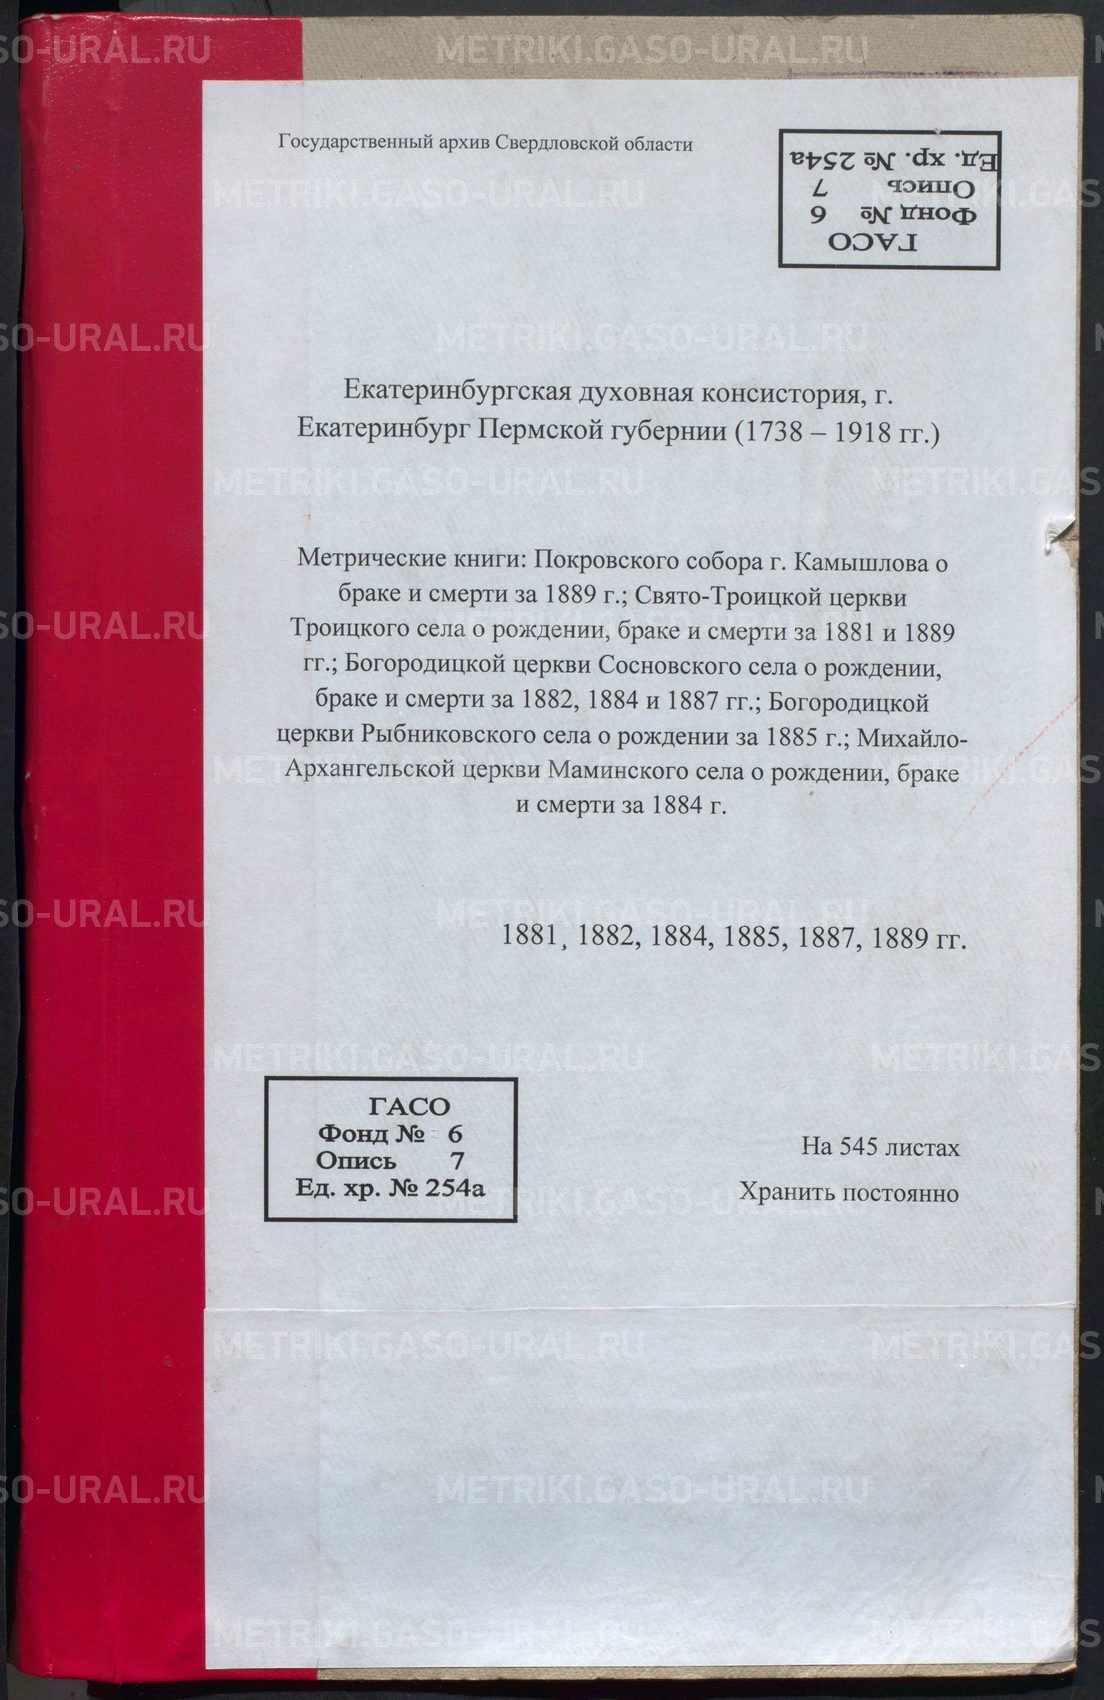 Государственный архив Свердловской области
ГАСО
Фонд № 6
Опись 7
Ед. хр. № 254а
Екатеринбургская духовная консистория, г.
Екатеринбург Пермской губернии (1738 – 1918 гг.)
Метрические книги: Покровского собора г. Камышлова о
браке и смерти за 1889 г.; Свято-Троицкой церкви
Троицкого села о рождении, браке и смерти за 1881 и 1889
гг.; Богородицкой церкви Сосновского села о рождении,
браке и смерти за 1882, 1884 и 1887 гг.; Богородицкой
церкви Рыбниковского села о рождении за 1885 г.; Михайло-
Архангельской церкви Маминского села о рождении, браке
и смерти за 1884 г.
1881, 1882, 1884, 1885, 1887, 1889 гг.
ГАСО
Фонд № 6
Опись 7
Ед. хр. № 254а
На 545 листах
Хранить постоянно
METRIKI.GASO-URAL.RU